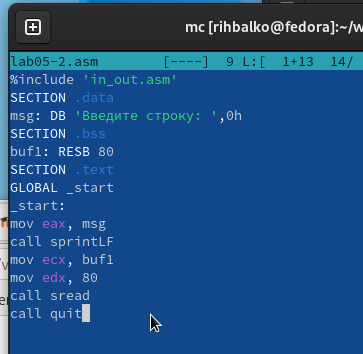 mc [rihbalko@fedora]:~/w
lab05-2.asm [----] 9 L:[ 1+13 14/
%include 'in_out.asm'
SECTION .data
msg: DB 'Введите строку: ',0h
SECTION .bss
buf1: RESB 80
SECTION .text
GLOBAL _start
_start:
mov eax, msg
call sprintLF
mov ecx, buf1
mov edx, 80
call sread
call quit